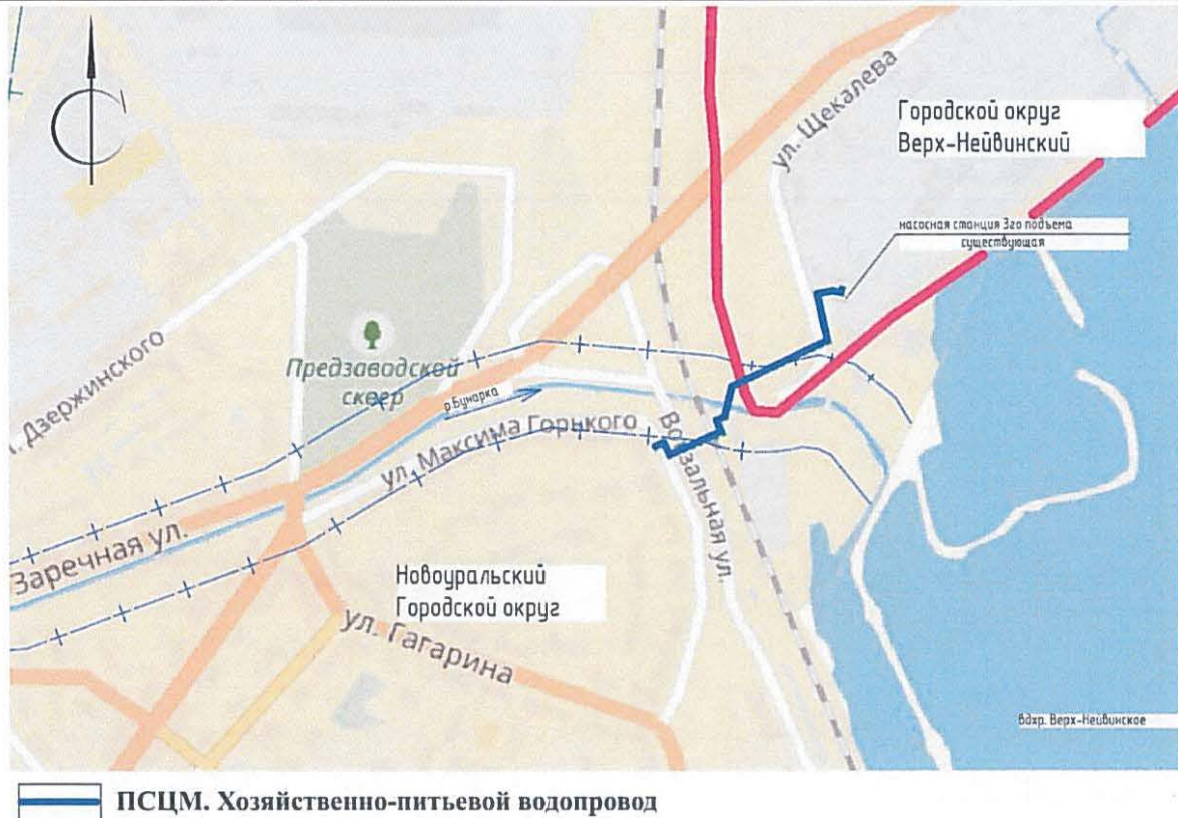 ул. Щекалева
Городской округ
Верх-Нейвинский
насосная станция 3го подъема
существующая
Дзержинского
Предзаводской
сквер
р.Бунарка
ул. Максима Горького
Вокзальная ул.
Заречная ул.
Новоуральский
Городской округ
ул. Гагарина
вдхр. Верх-Нейвинское
ПСЦМ. Хозяйственно-питьевой водопровод